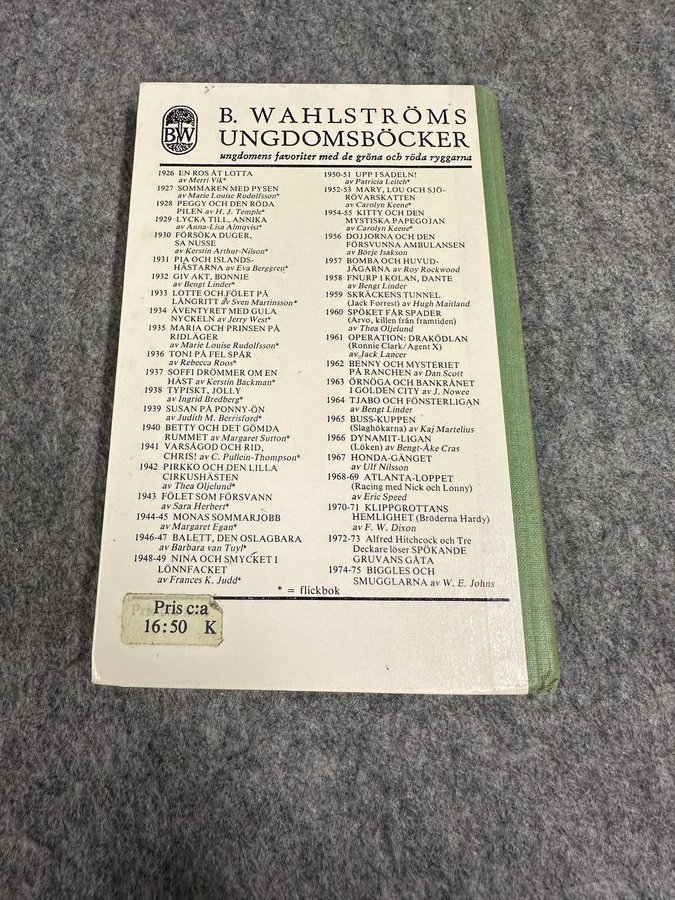 BW
B. WAHLSTRÖMS
UNGDOMSBÖCKER
ungdomens favoriter med de gröna och röda ryggarna
1926 EN ROS ÅT LOTTA
av Merri Vik*
1927 SOMMAREN MED PYSEN
av Marie Louise Rudolfsson*
1928 PEGGY OCH DEN RÖDA
PILEN av H. J. Temple*
1929 LYCKA TILL, ANNIKA
av Anna-Lisa Almqvist*
1930 FÖRSÖKA DUGER,
SA NUSSE
av Kerstin Arthur-Nilson*
1931 PIA OCH ISLANDS-
HÄSTARNA av Eva Berggren*
1932 GIV AKT, BONNIE
av Bengt Linder*
1933 LOTTE OCH FÖLET PÅ
LÅNGRITT av Sven Martinsson*
1934 ÄVENTYRET MED GULA
NYCKELN av Jerry West*
1935 MARIA OCH PRINSEN PÅ
RIDLÄGER
av Marie Louise Rudolfsson*
1936 TONI PÅ FEL SPÅR
av Rebecca Roos*
1937 SOFFI DRÖMMER OM EN
HÄST av Kerstin Backman*
1938 TYPISKT, JOLLY
av Ingrid Bredberg*
1939 SUSAN PÅ PONNY-ÖN
av Judith M. Berrisford*
1940 BETTY OCH DET GÖMDA
RUMMET av Margaret Sutton*
1941 VARSÅGOD OCH RID,
CHRIS! av C. Pullein-Thompson*
1942 PIRKKO OCH DEN LILLA
CIRKUSHÄSTEN
av Thea Oljelund*
1943 FÖLET SOM FÖRSVANN
av Sara Herbert*
1944-45 MONAS SOMMARJOBB
av Margaret Egan*
1946-47 BALETT, DEN OSLAGBARA
av Barbara van Tuyl*
1948-49 NINA OCH SMYCKET I
LÖNNFACKET
av Frances K. Judd*
1950-51 UPP I SADELN!
av Patricia Leitch*
1952-53 MARY, LOU OCH SJÖ-
RÖVARSKATTEN
av Carolyn Keene*
1954-55 KITTY OCH DEN
MYSTISKA PAPEGOJAN
av Carolyn Keene*
1956 DOJJORNA OCH DEN
FÖRSVUNNA AMBULANSEN
av Börje Isakson
1957 BOMBA OCH HUVUD-
JÄGARNA av Roy Rockwood
1958 FNURP I KOLAN, DANTE
av Bengt Linder
1959 SKRÄCKENS TUNNEL
(Jack Forrest) av Hugh Maitland
1960 SPÖKET FÅR SPADER
(Arvo, killen från framtiden)
av Thea Oljelund
1961 OPERATION: DRAKÖDLAN
(Ronnie Clark/Agent X)
av Jack Lancer
1962 BENNY OCH MYSTERIET
PÅ RANCHEN av Dan Scott
1963 ÖRNÖGA OCH BANKRÅNET
I GOLDEN CITY av J. Nowee
1964 TJABO OCH FÖNSTERLIGAN
av Bengt Linder
1965 BUSS-KUPPEN
(Slaghökarna) av Kaj Martelius
1966 DYNAMIT-LIGAN
(Löken) av Bengt-Åke Cras
1967 HONDA-GÄNGET
av Ulf Nilsson
1968-69 ATLANTA-LOPPET
(Racing med Nick och Lonny)
av Eric Speed
1970-71 KLIPPGROTTANS
HEMLIGHET (Bröderna Hardy)
av F. W. Dixon
1972-73 Alfred Hitchcock och Tre
Deckare löser SPÖKANDE
GRUVANS GÅTA
1974-75 BIGGLES OCH
SMUGGLARNA av W. E. Johns
* = flickbok
Pris c:a
16:50 K